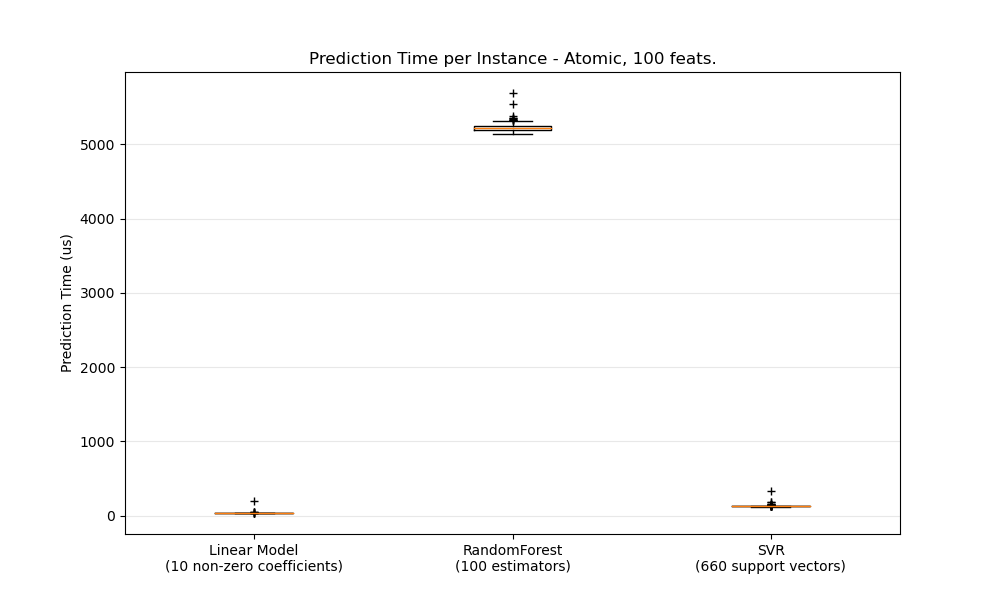 Prediction Time per Instance - Atomic, 100 feats.
Prediction Time (us)
5000
4000
3000
2000
1000
0
Linear Model
(10 non-zero coefficients)
RandomForest
(100 estimators)
SVR
(660 support vectors)